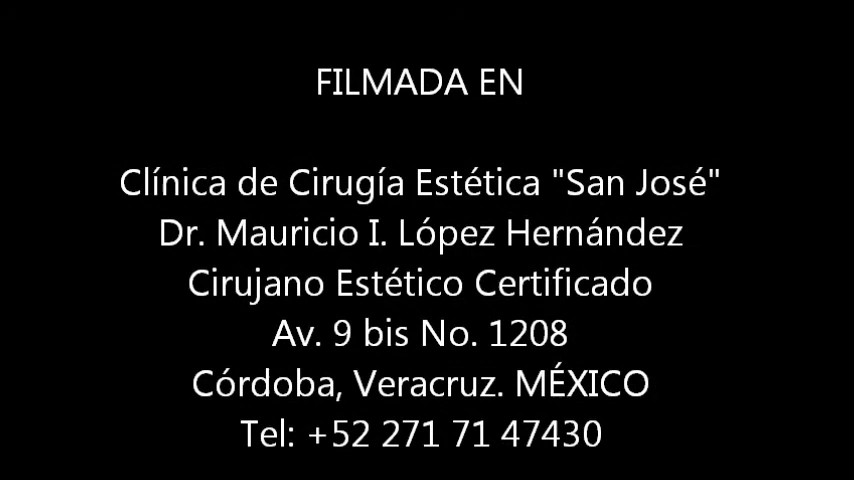 FILMADA EN
Clínica de Cirugía Estética "San José"
Dr. Mauricio I. López Hernández
Cirujano Estético Certificado
Av. 9 bis No. 1208
Córdoba, Veracruz. MÉXICO
Tel: +52 271 71 47430